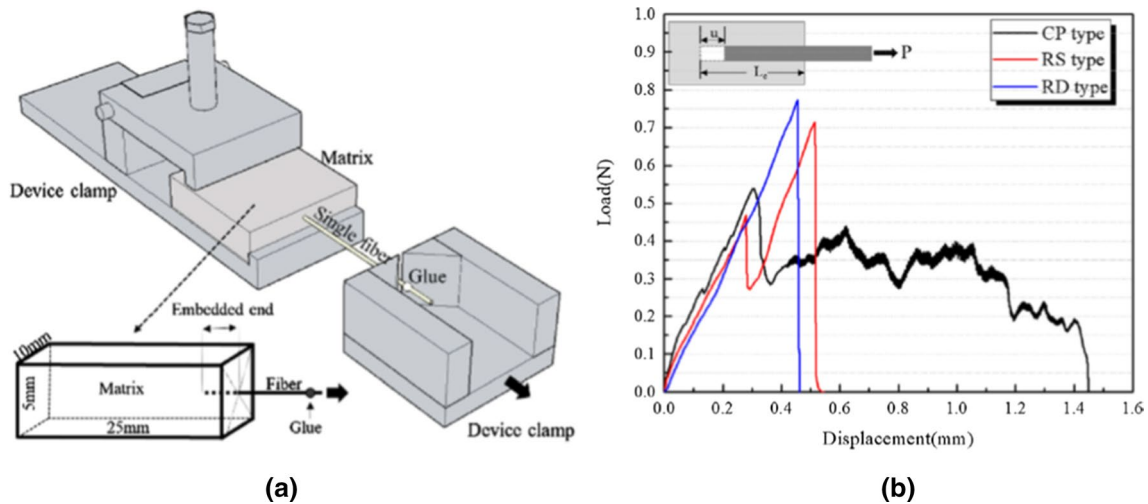 Matrix
Device clamp
Single fiber
Glue
Embedded end
10mm
5mm
Matrix
Fiber
25mm
Glue
Device clamp
(a)
1.0
0.9
0.8
0.7
0.6
0.5
0.4
0.3
0.2
0.1
0.0
Load(N)
u
P
Le
CP type
RS type
RD type
0.0 0.2 0.4 0.6 0.8 1.0 1.2 1.4 1.6
Displacement(mm)
(b)